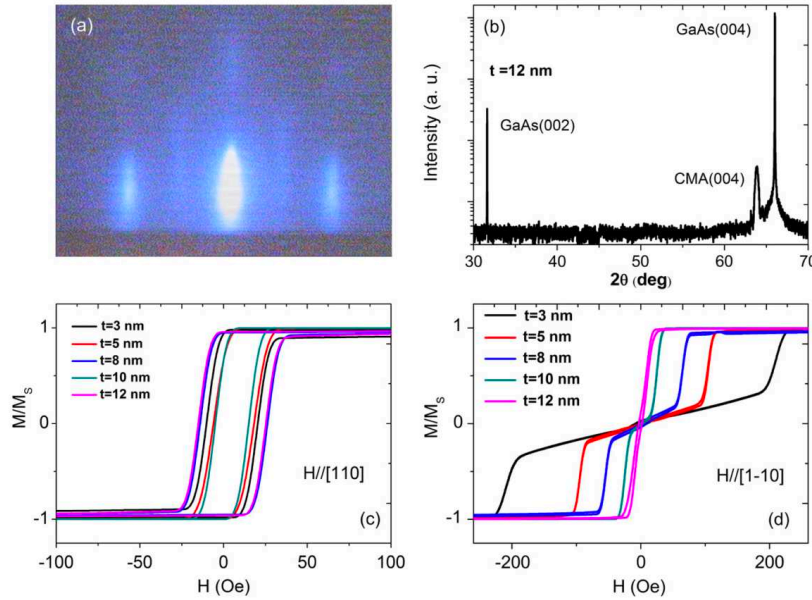 (a)
(b)
GaAs(004)
t =12 nm
GaAs(002)
CMA(004)
Intensity (a. u.)
30 40 50 60 70
2θ (deg)
t=3 nm
t=5 nm
t=8 nm
t=10 nm
t=12 nm
M/Ms
1
0
-1
H//[110]
(c)
-100 -50 0 50 100
H (Oe)
t=3 nm
t=5 nm
t=8 nm
t=10 nm
t=12 nm
M/Ms
1
0
-1
H//[1-10]
(d)
-200 0 200
H (Oe)